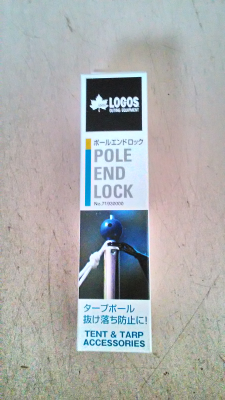 LOGOS
OUTING EQUIPMENT
ポールエンドロック
POLE
END
LOCK
タープポール
抜け落ち防止に!
TENT & TARP
ACCESSORIES